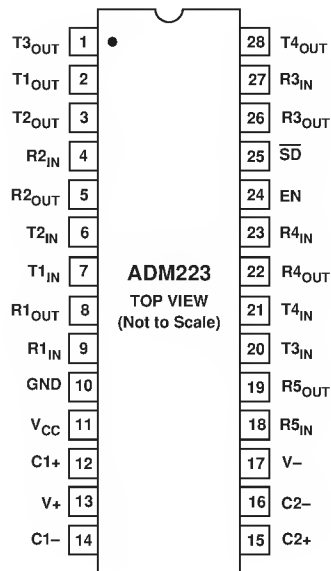 T3OUT 1
T1OUT 2
T2OUT 3
R2IN 4
R2OUT 5
T2IN 6
T1IN 7
R1OUT 8
R1IN 9
GND 10
VCC 11
C1+ 12
V+ 13
C1– 14
ADM223
TOP VIEW
(Not to Scale)
28 T4OUT
27 R3IN
26 R3OUT
25 S̅D̅
24 EN
23 R4IN
22 R4OUT
21 T4IN
20 T3IN
19 R5OUT
18 R5IN
17 V–
16 C2–
15 C2+